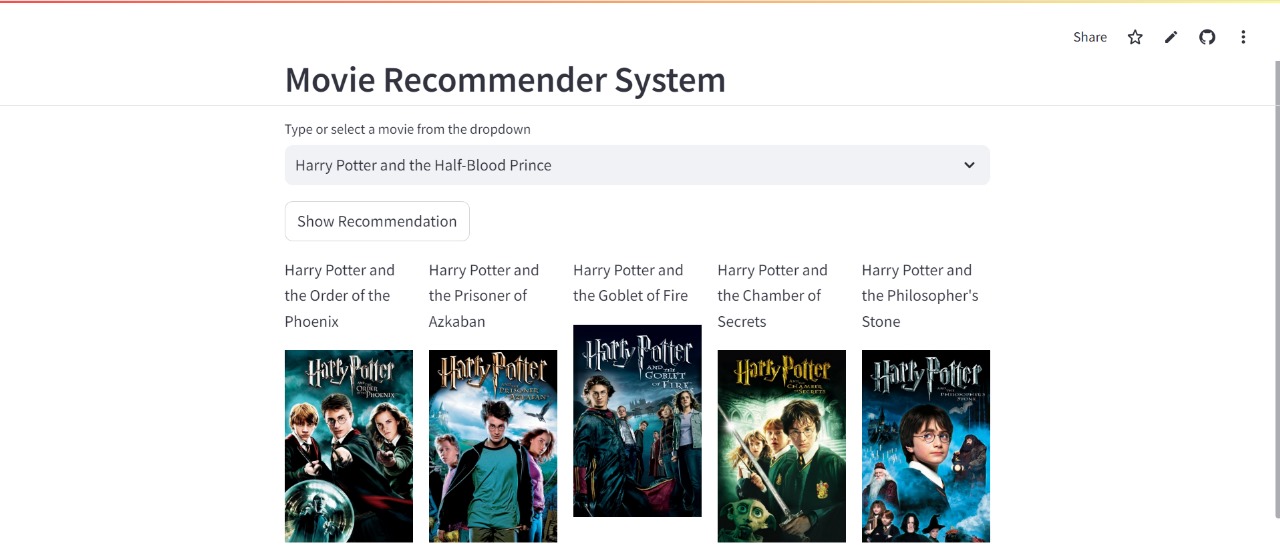 Share
Movie Recommender System
Type or select a movie from the dropdown
Harry Potter and the Half-Blood Prince
Show Recommendation
Harry Potter and
the Order of the
Phoenix
Harry Potter and
the Prisoner of
Azkaban
Harry Potter and
the Goblet of Fire
Harry Potter and
the Chamber of
Secrets
Harry Potter and
the Philosopher's
Stone
Harry Potter
AND THE
ORDER
OF THE PHOENIX
Harry Potter
AND THE
PRISONER
OF AZKABAN
Harry Potter
AND THE
GOBLET
OF FIRE
Harry Potter
AND THE
CHAMBER
OF SECRETS
Harry Potter
AND THE
PHILOSOPHER'S
STONE